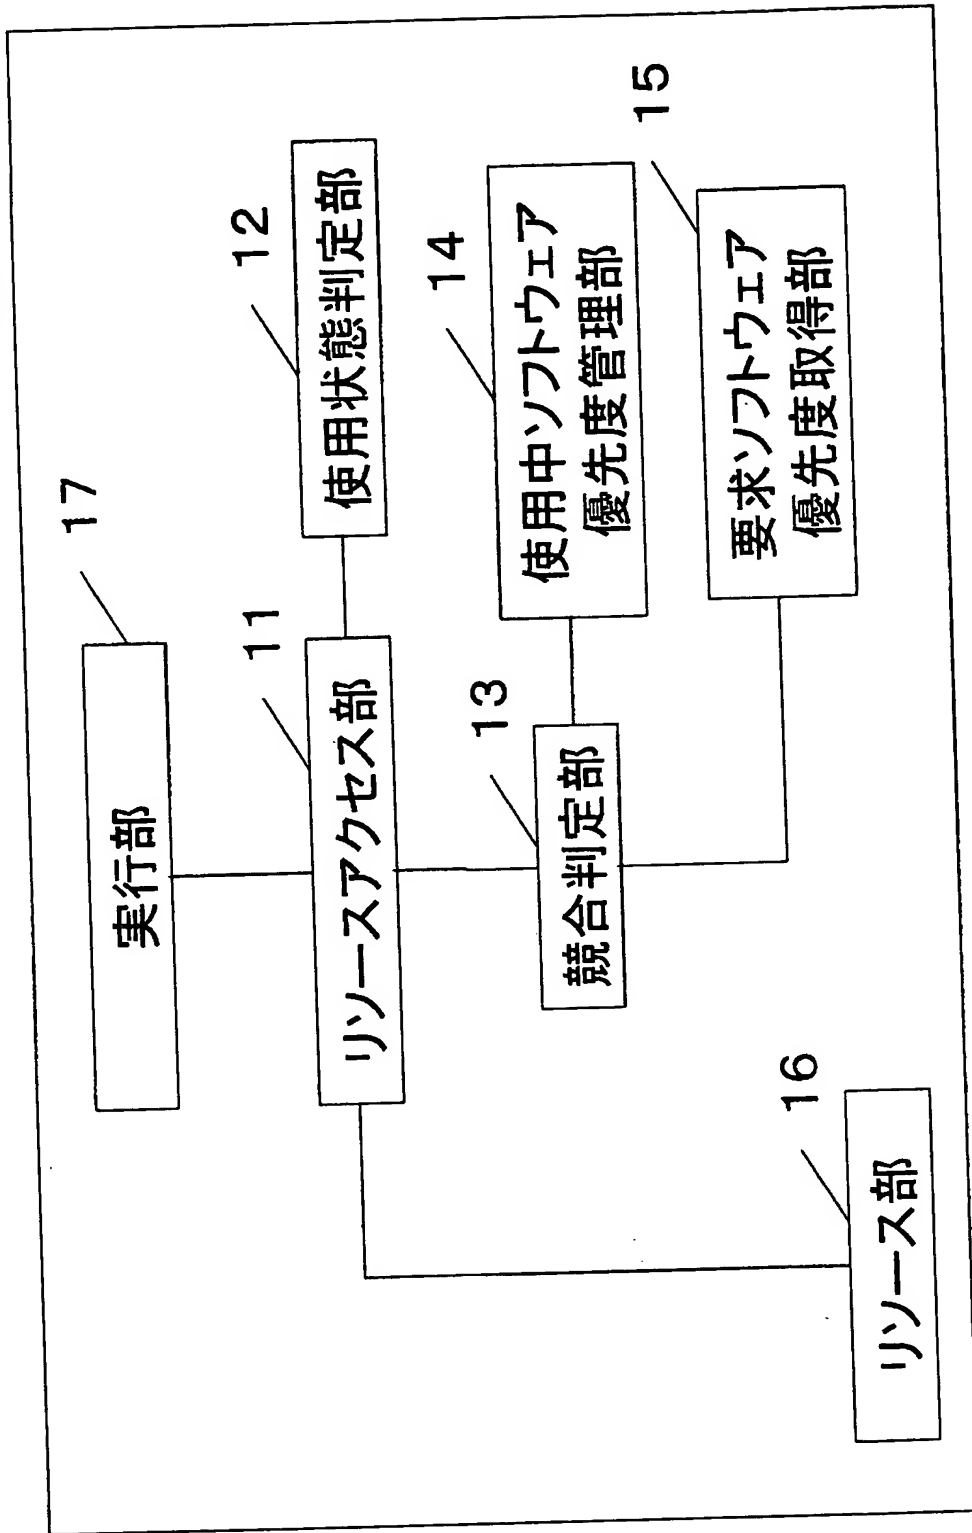 実行部
17
リソースアクセス部
11
使用状態判定部
12
競合判定部
13
使用中ソフトウェア
優先度管理部
14
要求ソフトウェア
優先度取得部
15
リソース部
16